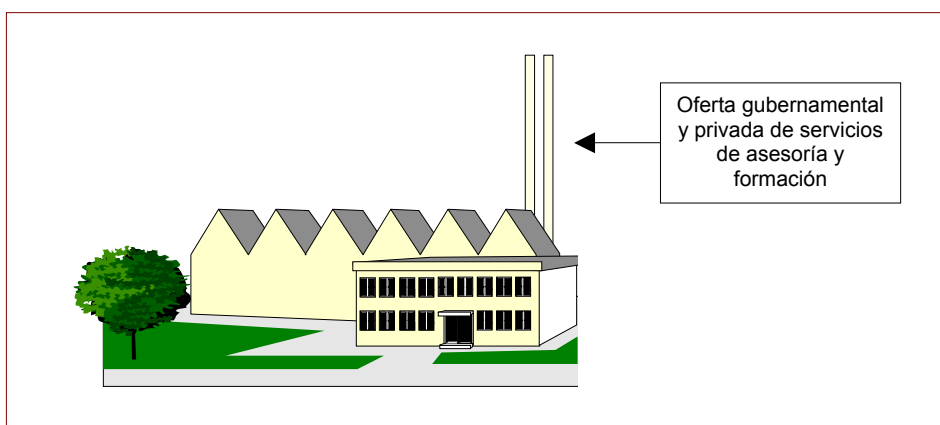 Oferta gubernamental
y privada de servicios
de asesoría y
formación